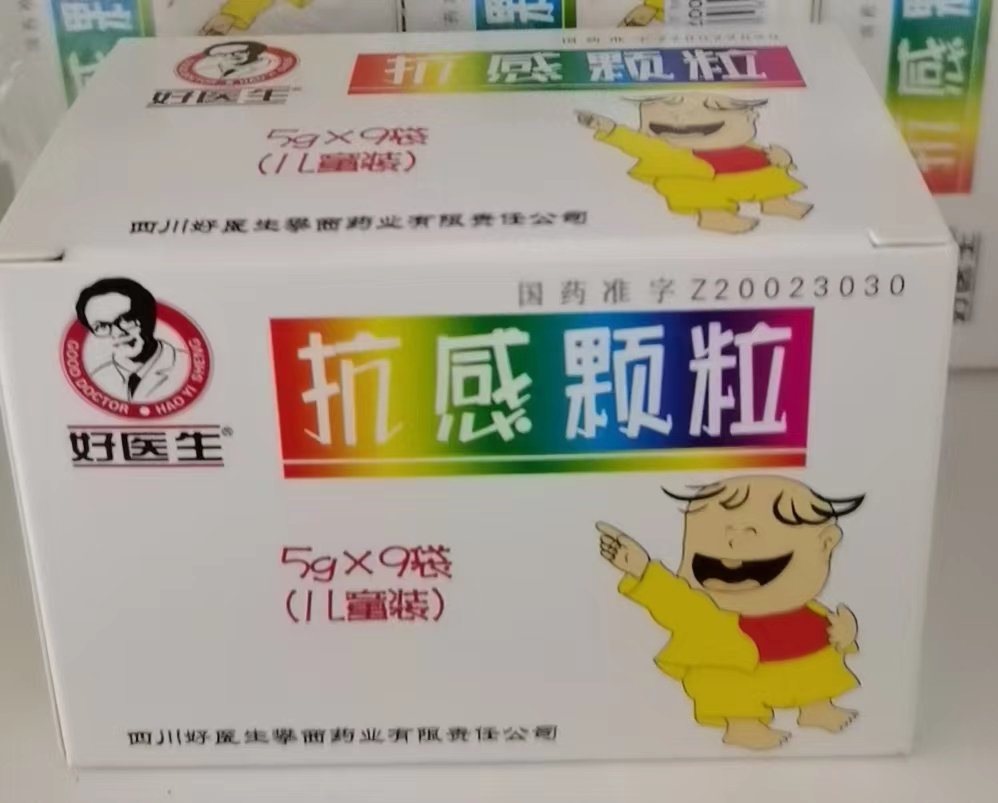 好医生
抗感颗粒
5g×9袋
(儿童装)
四川好医生攀西药业有限责任公司
国药准字Z20023030
GOOD DOCTOR • HAO YI SHENG
好医生®
抗感颗粒
5g×9袋
(儿童装)
四川好医生攀西药业有限责任公司
感